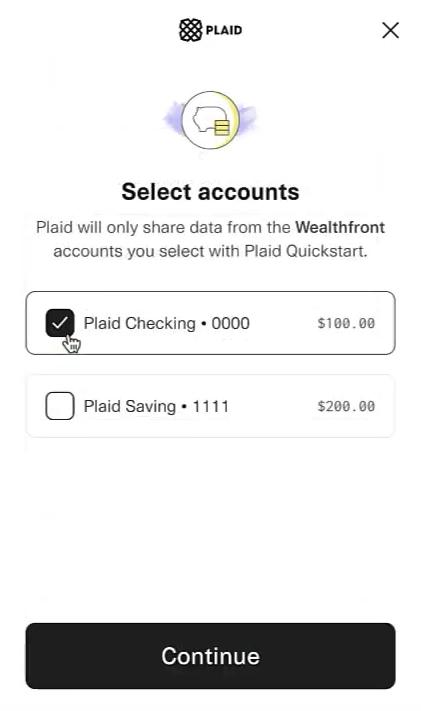 PLAID
Select accounts
Plaid will only share data from the Wealthfront
accounts you select with Plaid Quickstart.
Plaid Checking • 0000 $100.00
Plaid Saving • 1111 $200.00
Continue